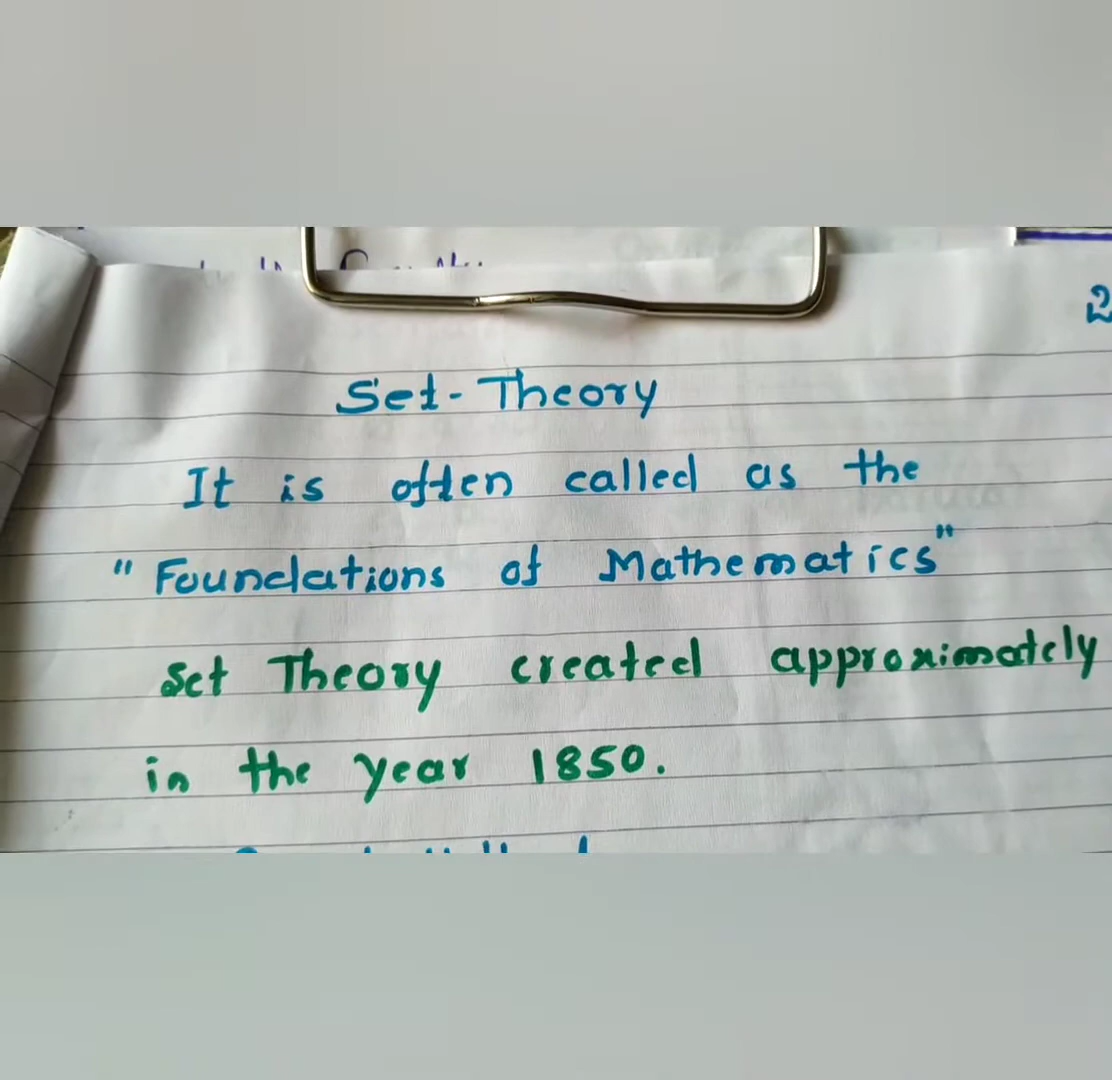 2
Set-Theory
It is often called as the
"Foundations of Mathematics"
Set Theory created approximately
in the year 1850.